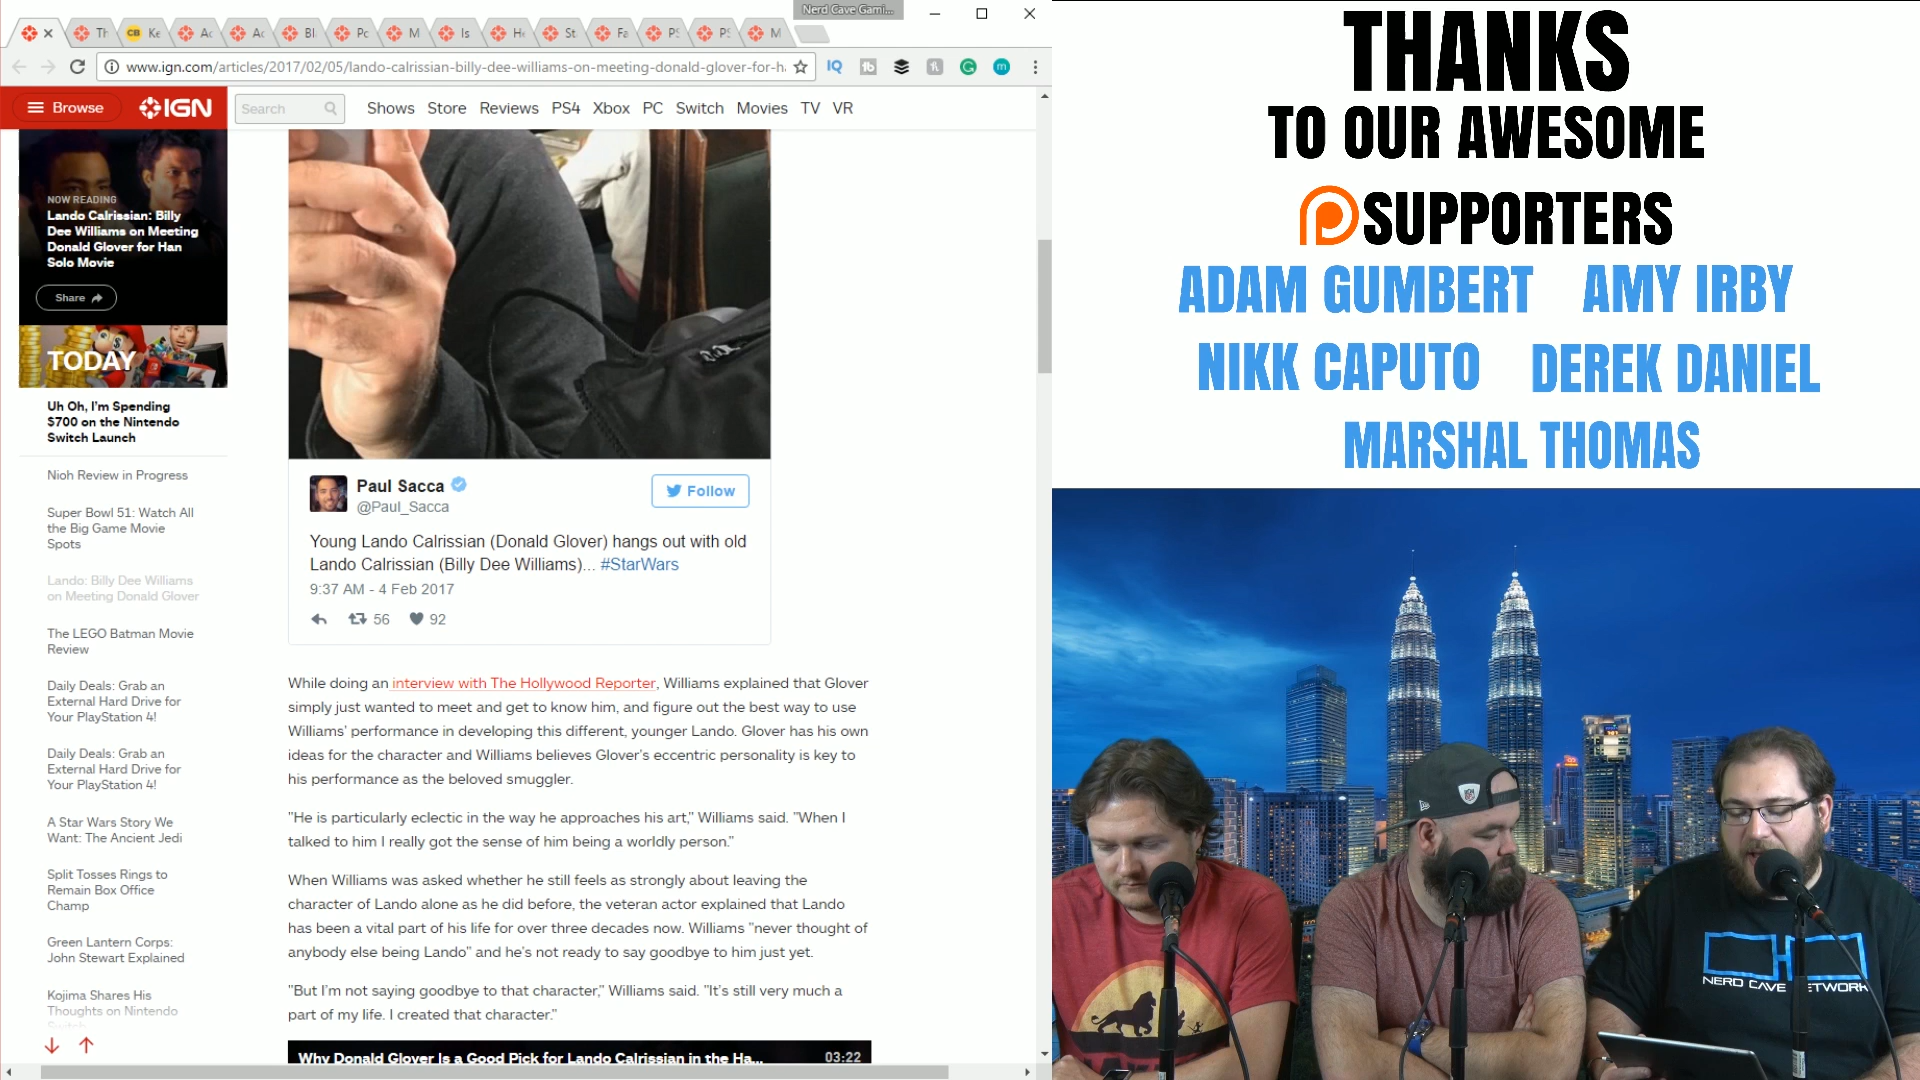 Nerd Cave Gami...
Th
CB Ke
Ac
Ac
Bl
Pc
M
Is
He
St
Fa
PS
PS
M
www.ign.com/articles/2017/02/05/lando-calrissian-billy-dee-williams-on-meeting-donald-glover-for-h
IQ
Browse
IGN
Search
Shows Store Reviews PS4 Xbox PC Switch Movies TV VR
NOW READING
Lando Calrissian: Billy
Dee Williams on Meeting
Donald Glover for Han
Solo Movie
Share
TODAY
Uh Oh, I'm Spending
$700 on the Nintendo
Switch Launch
Nioh Review in Progress
Super Bowl 51: Watch All
the Big Game Movie
Spots
Lando: Billy Dee Williams
on Meeting Donald Glover
The LEGO Batman Movie
Review
Daily Deals: Grab an
External Hard Drive for
Your PlayStation 4!
Daily Deals: Grab an
External Hard Drive for
Your PlayStation 4!
A Star Wars Story We
Want: The Ancient Jedi
Split Tosses Rings to
Remain Box Office
Champ
Green Lantern Corps:
John Stewart Explained
Kojima Shares His
Thoughts on Nintendo
Switch
Paul Sacca
@Paul_Sacca
Follow
Young Lando Calrissian (Donald Glover) hangs out with old
Lando Calrissian (Billy Dee Williams)... #StarWars
9:37 AM - 4 Feb 2017
56 92
While doing an interview with The Hollywood Reporter, Williams explained that Glover
simply just wanted to meet and get to know him, and figure out the best way to use
Williams' performance in developing this different, younger Lando. Glover has his own
ideas for the character and Williams believes Glover's eccentric personality is key to
his performance as the beloved smuggler.
"He is particularly eclectic in the way he approaches his art," Williams said. "When I
talked to him I really got the sense of him being a worldly person."
When Williams was asked whether he still feels as strongly about leaving the
character of Lando alone as he did before, the veteran actor explained that Lando
has been a vital part of his life for over three decades now. Williams "never thought of
anybody else being Lando" and he's not ready to say goodbye to him just yet.
"But I'm not saying goodbye to that character," Williams said. "It's still very much a
part of my life. I created that character."
Why Donald Glover Is a Good Pick for Lando Calrissian in the Ha... 03:22
THANKS
TO OUR AWESOME
SUPPORTERS
ADAM GUMBERT AMY IRBY
NIKK CAPUTO DEREK DANIEL
MARSHAL THOMAS
NERD CAVE NETWORK